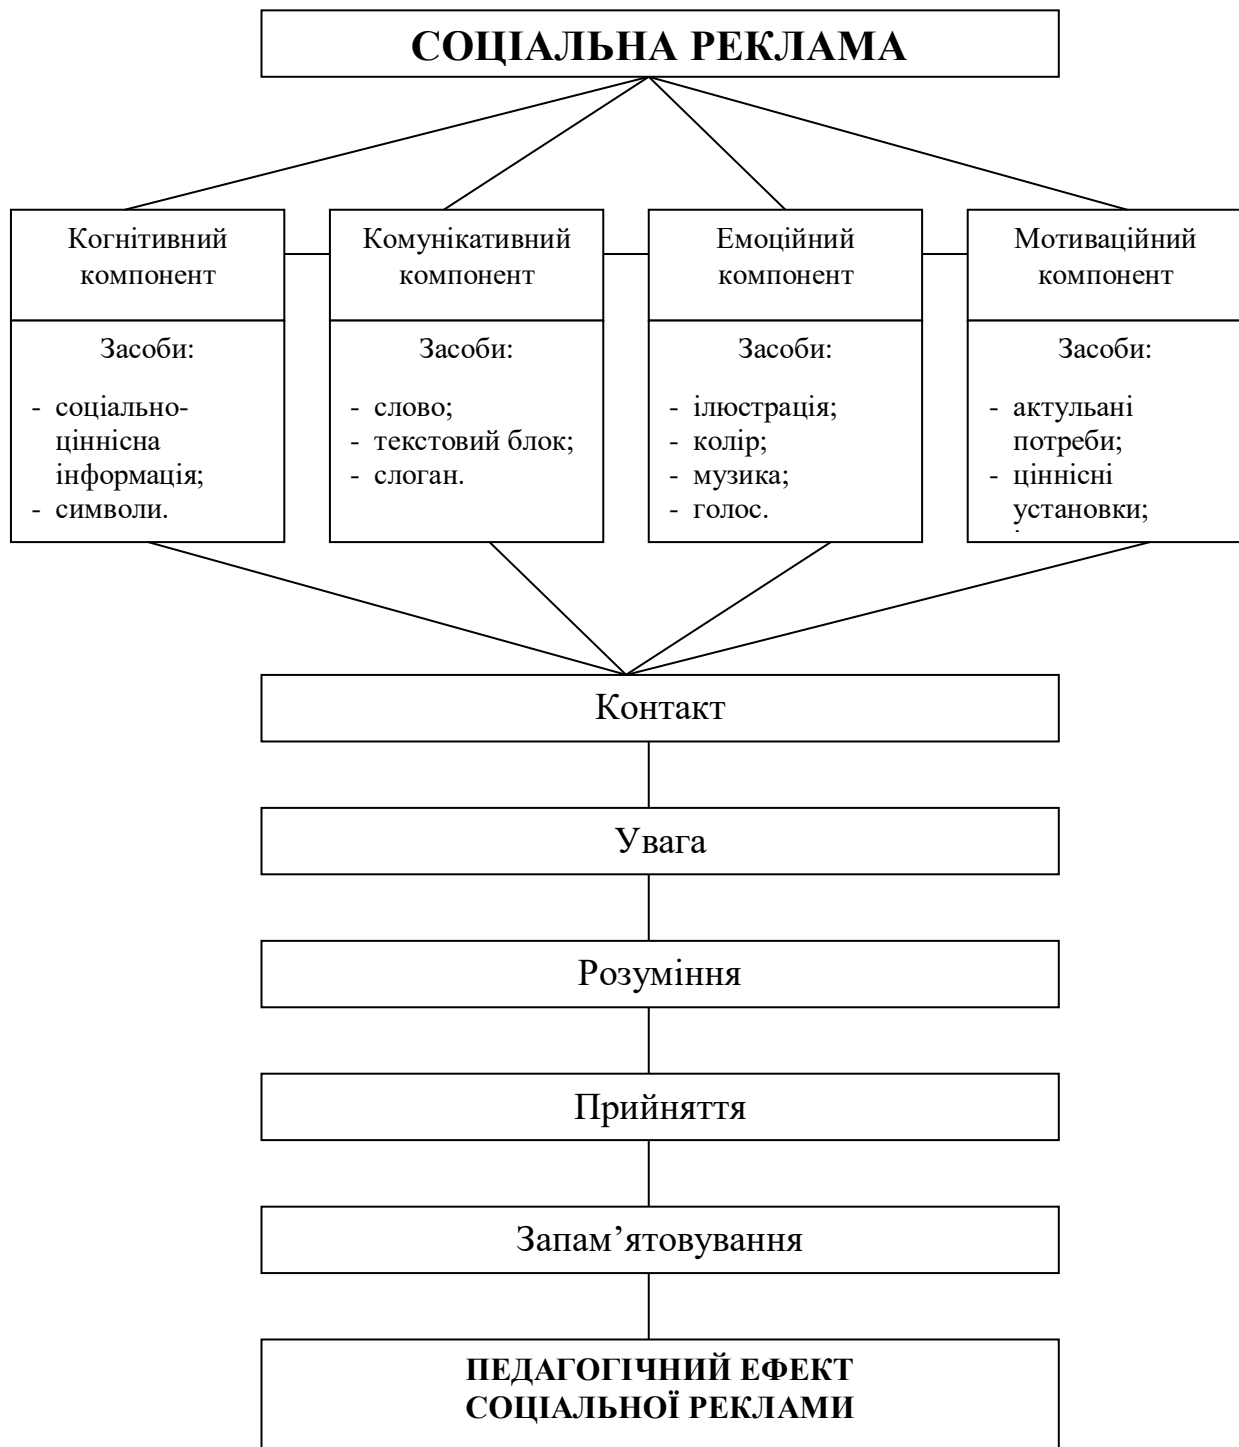 СОЦІАЛЬНА РЕКЛАМА
Когнітивний
компонент
Засоби:
- соціально-
ціннісна
інформація;
- символи.
Комунікативний
компонент
Засоби:
- слово;
- текстовий блок;
- слоган.
Емоційний
компонент
Засоби:
- ілюстрація;
- колір;
- музика;
- голос.
Мотиваційний
компонент
Засоби:
- актульані
потреби;
- ціннісні
установки;
Контакт
Увага
Розуміння
Прийняття
Запам’ятовування
ПЕДАГОГІЧНИЙ ЕФЕКТ
СОЦІАЛЬНОЇ РЕКЛАМИ